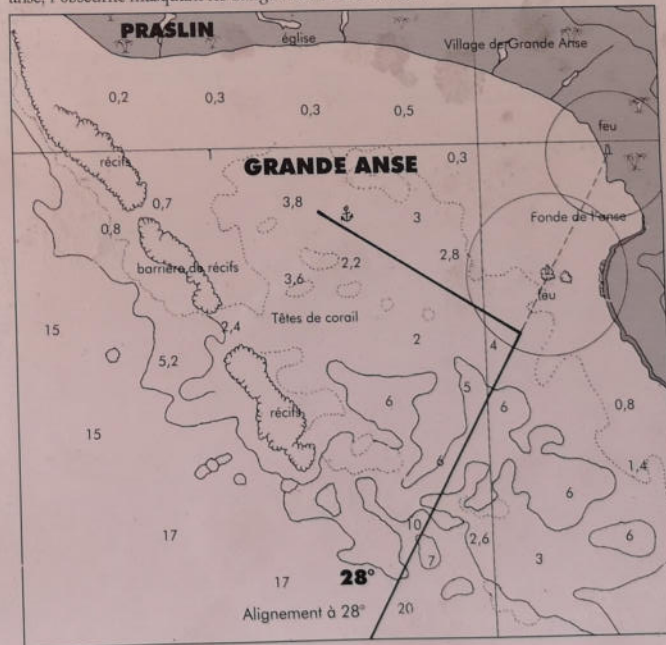 PRASLIN
église
Village de Grande Anse
0,2
0,3
0,3
0,5
feu
récifs
GRANDE ANSE
0,3
0,7
3,8
3
Fonde de l'anse
0,8
2,8
barrière de récifs
2,2
3,6
feu
15
2,4
Têtes de corail
2
4
5,2
6
5
6
0,8
récifs
15
6
1,4
6
10
17
2,6
6
7
3
17
28°
Alignement à 28°
20